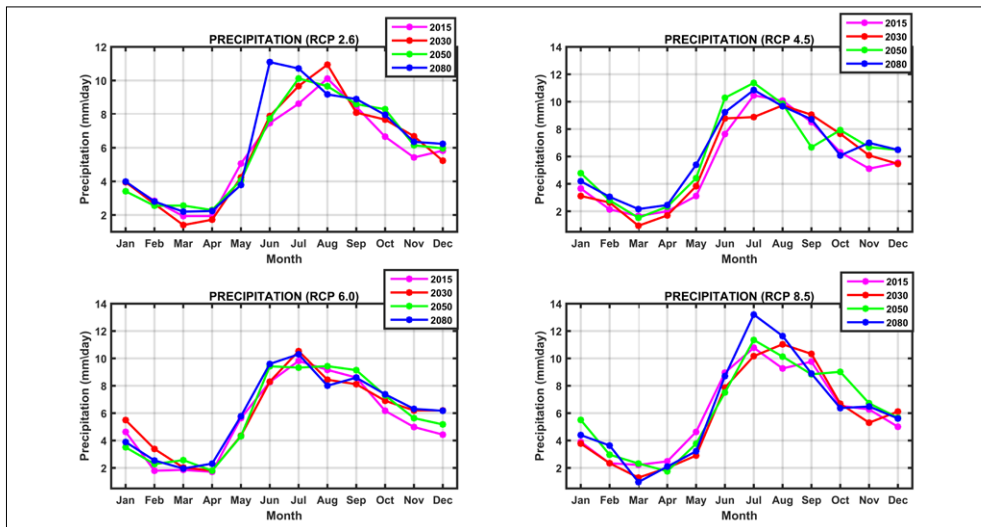 PRECIPITATION (RCP 2.6)
2015
2030
2050
2080
Precipitation (mm\day)
12
10
8
6
4
2
Jan Feb Mar Apr May Jun Jul Aug Sep Oct Nov Dec
Month
PRECIPITATION (RCP 4.5)
2015
2030
2050
2080
Precipitation (mm\day)
14
12
10
8
6
4
2
Jan Feb Mar Apr May Jun Jul Aug Sep Oct Nov Dec
Month
PRECIPITATION (RCP 6.0)
2015
2030
2050
2080
Precipitation (mm\day)
14
12
10
8
6
4
2
Jan Feb Mar Apr May Jun Jul Aug Sep Oct Nov Dec
Month
PRECIPITATION (RCP 8.5)
2015
2030
2050
2080
Precipitation (mm\day)
14
12
10
8
6
4
2
Jan Feb Mar Apr May Jun Jul Aug Sep Oct Nov Dec
Month